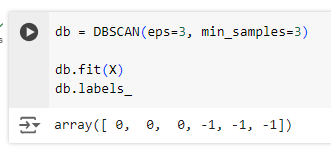 db = DBSCAN(eps=3, min_samples=3)
db.fit(X)
db.labels_
array([ 0,  0,  0, -1, -1, -1])